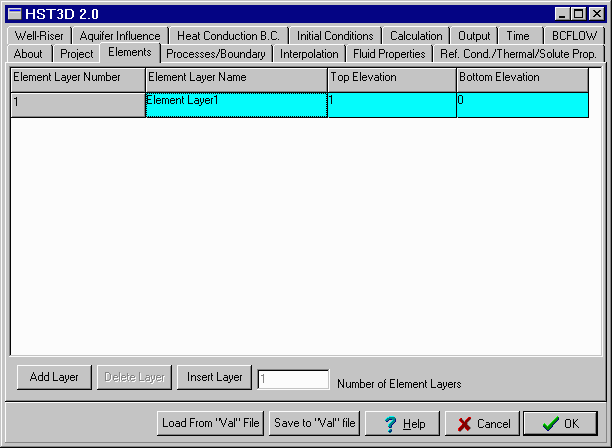 HST3D 2.0
Well-Riser Aquifer Influence Heat Conduction B.C. Initial Conditions Calculation Output Time BCFLOW
About Project Elements Processes/Boundary Interpolation Fluid Properties Ref. Cond./Thermal/Solute Prop.
Element Layer Number Element Layer Name Top Elevation Bottom Elevation
1 Element Layer1 1 0
Add Layer Delete Layer Insert Layer 1 Number of Element Layers
Load From "Val" File Save to "Val" file ? Help Cancel OK